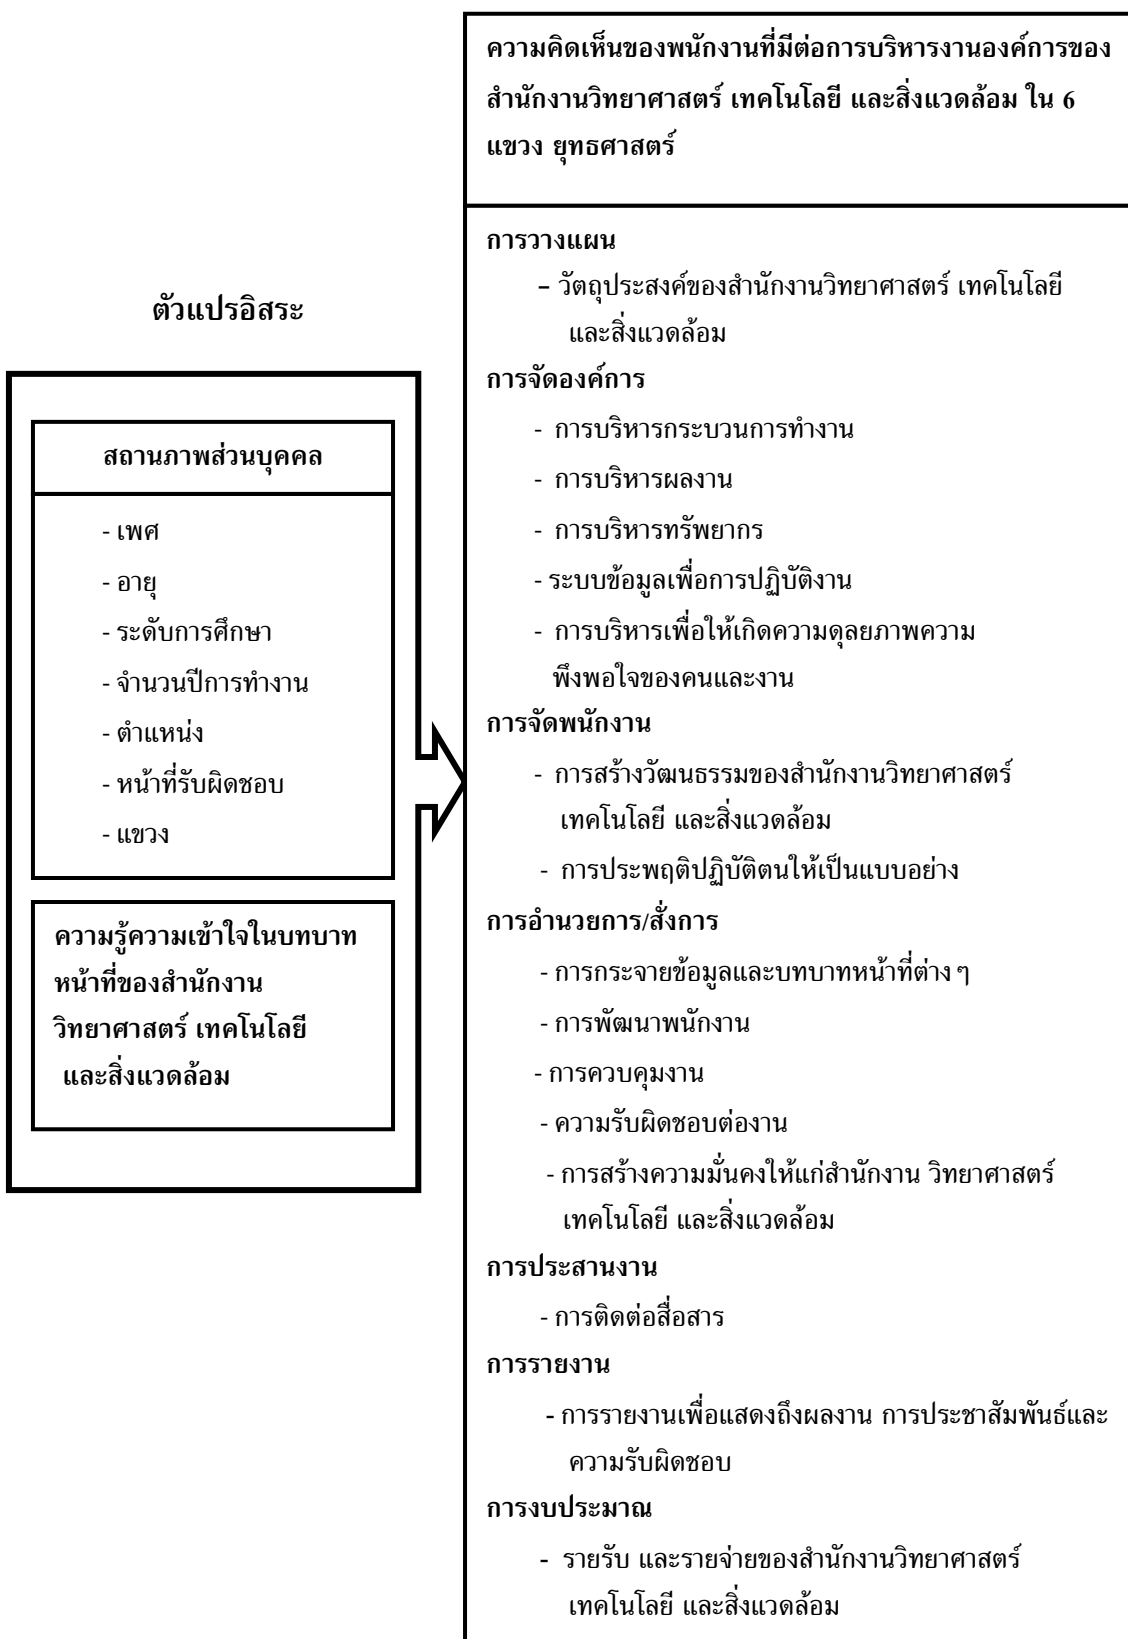 ตัวแปรอิสระ
สถานภาพส่วนบุคคล
- เพศ
- อายุ
- ระดับการศึกษา
- จำนวนปีการทำงาน
- ตำแหน่ง
- หน้าที่รับผิดชอบ
- แขวง
ความรู้ความเข้าใจในบทบาท
หน้าที่ของสำนักงาน
วิทยาศาสตร์ เทคโนโลยี
และสิ่งแวดล้อม
ความคิดเห็นของพนักงานที่มีต่อการบริหารงานองค์การของ
สำนักงานวิทยาศาสตร์ เทคโนโลยี และสิ่งแวดล้อม ใน 6
แขวง ยุทธศาสตร์
การวางแผน
– วัตถุประสงค์ของสำนักงานวิทยาศาสตร์ เทคโนโลยี
และสิ่งแวดล้อม
การจัดองค์การ
- การบริหารกระบวนการทำงาน
- การบริหารผลงาน
- การบริหารทรัพยากร
- ระบบข้อมูลเพื่อการปฏิบัติงาน
- การบริหารเพื่อให้เกิดความดุลยภาพความ
พึงพอใจของคนและงาน
การจัดพนักงาน
- การสร้างวัฒนธรรมของสำนักงานวิทยาศาสตร์
เทคโนโลยี และสิ่งแวดล้อม
- การประพฤติปฏิบัติตนให้เป็นแบบอย่าง
การอำนวยการ/สั่งการ
- การกระจายข้อมูลและบทบาทหน้าที่ต่าง ๆ
- การพัฒนาพนักงาน
- การควบคุมงาน
- ความรับผิดชอบต่องาน
- การสร้างความมั่นคงให้แก่สำนักงาน วิทยาศาสตร์
เทคโนโลยี และสิ่งแวดล้อม
การประสานงาน
- การติดต่อสื่อสาร
การรายงาน
- การรายงานเพื่อแสดงถึงผลงาน การประชาสัมพันธ์และ
ความรับผิดชอบ
การงบประมาณ
- รายรับ และรายจ่ายของสำนักงานวิทยาศาสตร์
เทคโนโลยี และสิ่งแวดล้อม